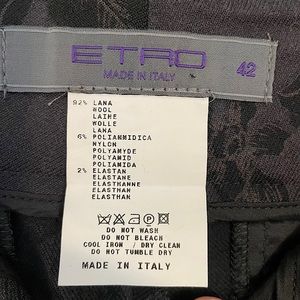 ETRO
MADE IN ITALY
42
92% LANA
WOOL
LAINE
WOLLE
LANA
6% POLIAMMIDICA
NYLON
POLYAMYDE
POLYAMID
POLIAMIDA
2% ELASTAN
ELASTANE
ELASTHANNE
ELASTHAN
ELASTHAN
DO NOT WASH
DO NOT BLEACH
COOL IRON / DRY CLEAN
DO NOT TUMBLE DRY
MADE IN ITALY